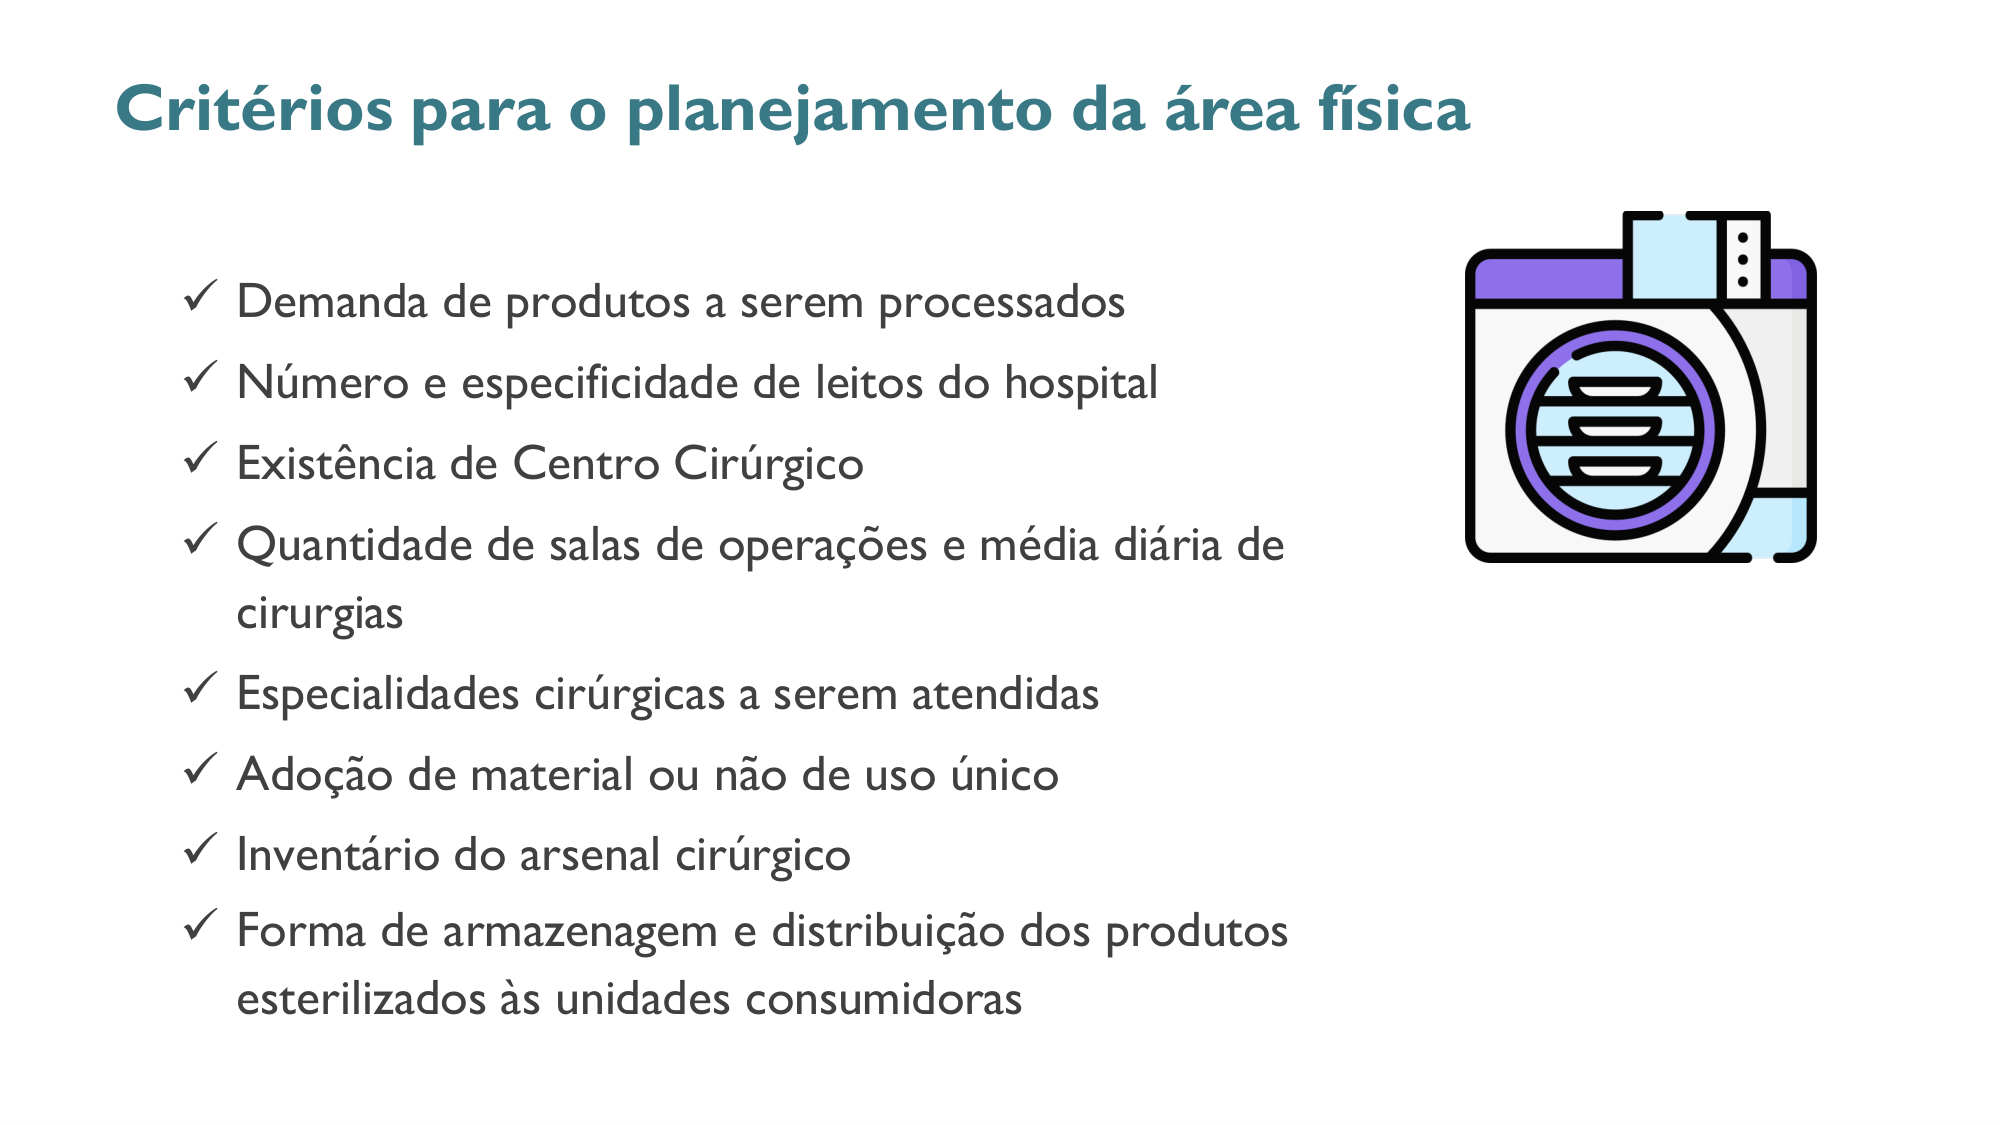 Critérios para o planejamento da área física
✓ Demanda de produtos a serem processados
✓ Número e especificidade de leitos do hospital
✓ Existência de Centro Cirúrgico
✓ Quantidade de salas de operações e média diária de
cirurgias
✓ Especialidades cirúrgicas a serem atendidas
✓ Adoção de material ou não de uso único
✓ Inventário do arsenal cirúrgico
✓ Forma de armazenagem e distribuição dos produtos
esterilizados às unidades consumidoras